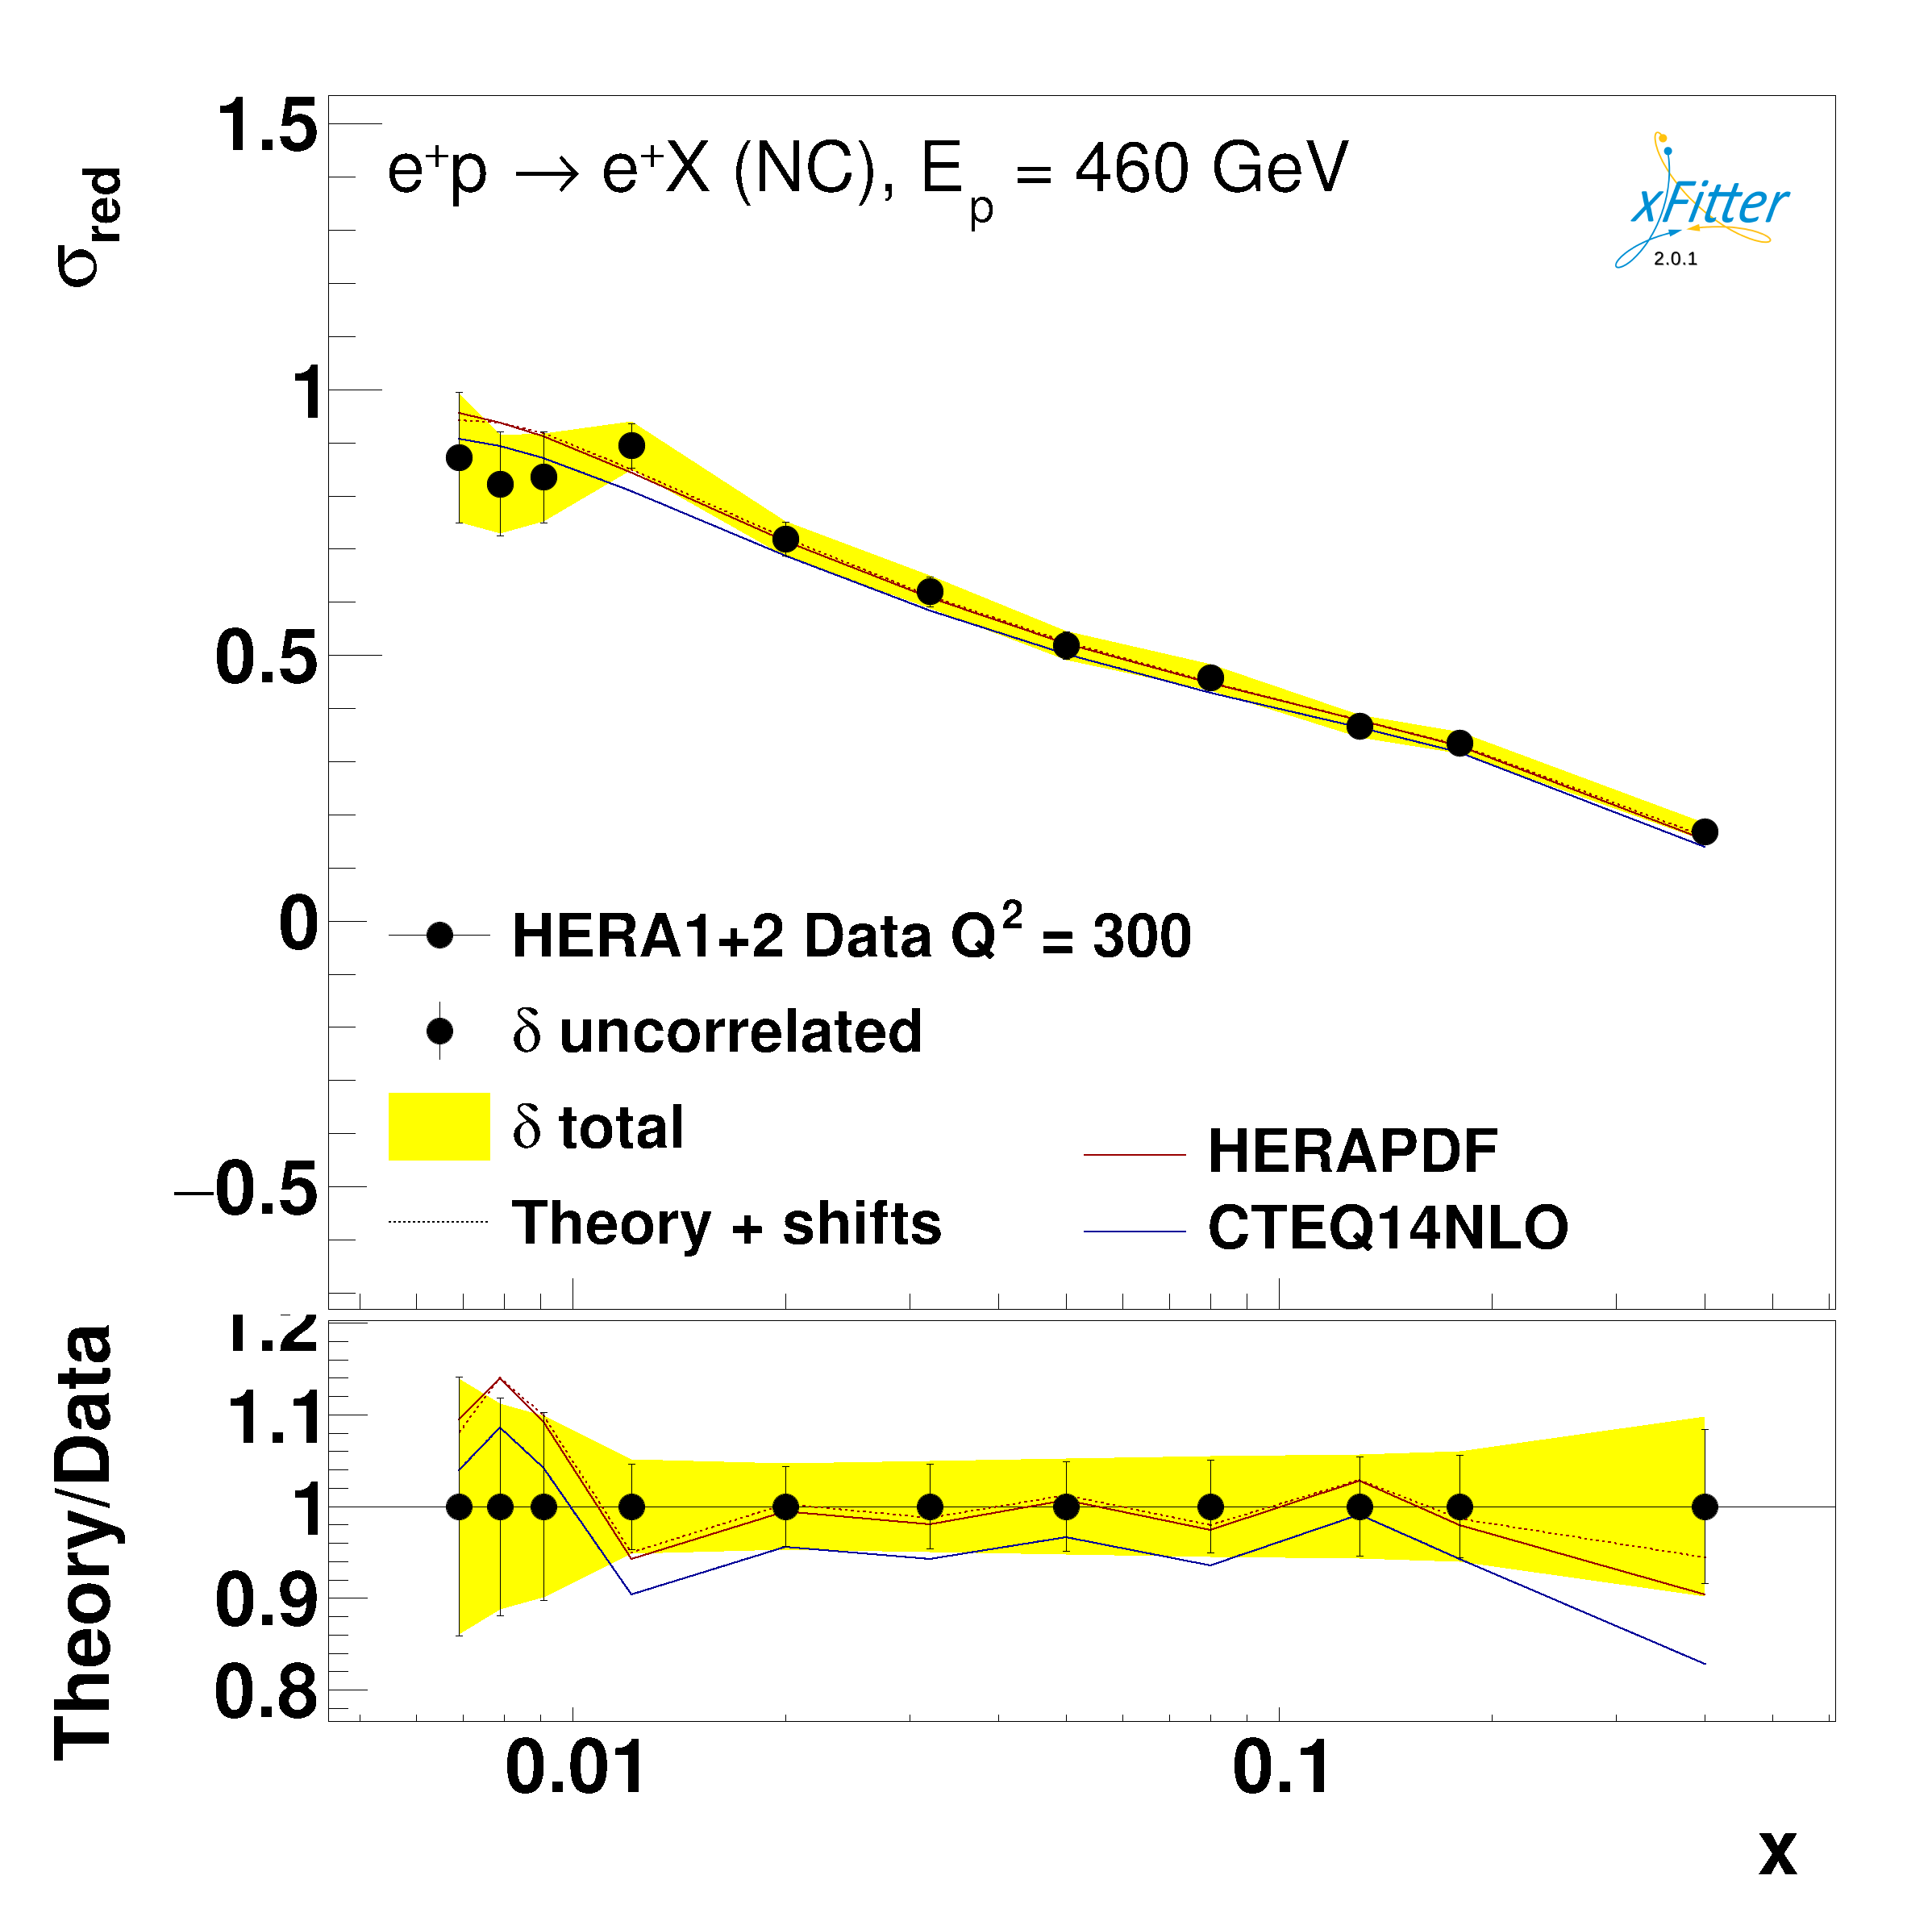 1.5
e⁺p → e⁺X (NC), Eₚ = 460 GeV
xFitter
2.0.1
σred
1
0.5
0
HERA1+2 Data Q² = 300
δ uncorrelated
δ total
−0.5
Theory + shifts
HERAPDF
CTEQ14NLO
1.2
1.1
1
0.9
0.8
Theory/Data
0.01
0.1
x